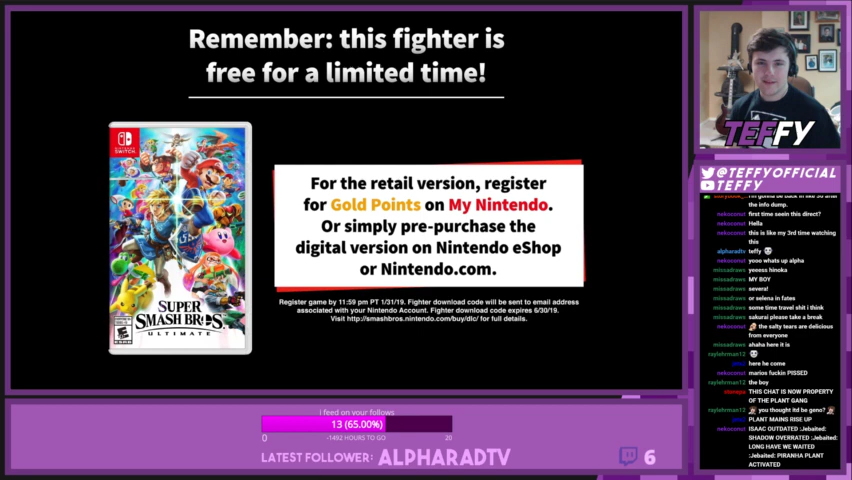 Remember: this fighter is
free for a limited time!
NINTENDO
SWITCH
SUPER
SMASH BROS.
ULTIMATE
E
For the retail version, register
for Gold Points on My Nintendo.
Or simply pre-purchase the
digital version on Nintendo eShop
or Nintendo.com.
Register game by 11:59 pm PT 1/31/19. Fighter download code will be sent to email address
associated with your Nintendo Account. Fighter download code expires 6/30/19.
Visit http://smashbros.nintendo.com/buy/dlc/ for full details.
I feed on your follows
13 (65.00%)
0
-1492 HOURS TO GO
20
LATEST FOLLOWER: ALPHARADTV
6
TEFFY
@TEFFYOFFICIAL
TEFFY
the info dump.
nekoconut: first time seein this direct?
nekoconut: Hella
nekoconut: this is like my 3rd time watching
this
alpharadtv: teffy
nekoconut: yooo whats up alpha
missadraws: yeeess hinoka
missadraws: MY BOY
missadraws: severa!
missadraws: or selena in fates
missadraws: some time travel shit i think
missadraws: sakurai please take a break
nekoconut: the salty tears are delicious
from everyone
missadraws: ahaha here it is
taylehrman12:
here he come
nekoconut: marios fuckin PISSED
taylehrman12: the boy
THIS CHAT IS NOW PROPERTY
OF THE PLANT GANG
taylehrman12: you thought itd be geno?
PLANT MAINS RISE UP
nekoconut: ISAAC OUTDATED :Jebaited:
SHADOW OVERRATED :Jebaited:
LONG HAVE WE WAITED
:Jebaited: PIRANHA PLANT
ACTIVATED